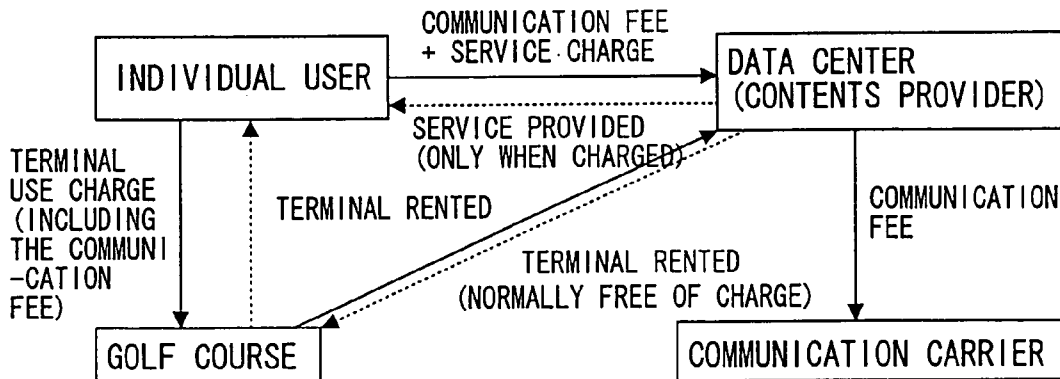 COMMUNICATION FEE
+ SERVICE CHARGE
INDIVIDUAL USER
DATA CENTER
(CONTENTS PROVIDER)
SERVICE PROVIDED
(ONLY WHEN CHARGED)
TERMINAL
USE CHARGE
(INCLUDING
THE COMMUNI
-CATION
FEE)
TERMINAL RENTED
COMMUNICATION
FEE
TERMINAL RENTED
(NORMALLY FREE OF CHARGE)
GOLF COURSE
COMMUNICATION CARRIER